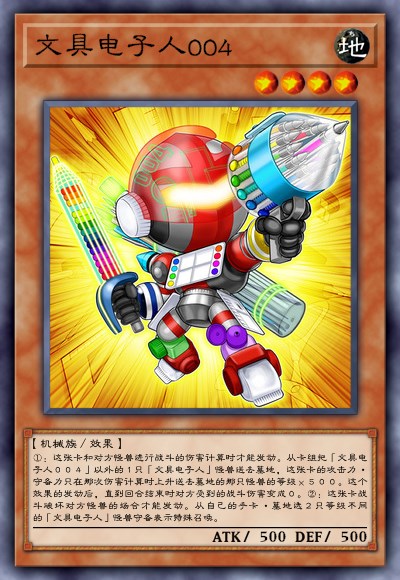 文具电子人004
地
【机械族／效果】
①：这张卡和对方怪兽进行战斗的伤害计算时才能发动。从卡组把「文具电
子人００４」以外的１只「文具电子人」怪兽送去墓地，这张卡的攻击力·
守备力只在那次伤害计算时上升送去墓地的那只怪兽的等级×５００。这个
效果的发动后，直到回合结束时对方受到的战斗伤害变成０。②：这张卡战
斗破坏对方怪兽的场合才能发动。从自己的手卡·墓地选２只等级不同
的「文具电子人」怪兽守备表示特殊召唤。
ATK/ 500 DEF/ 500